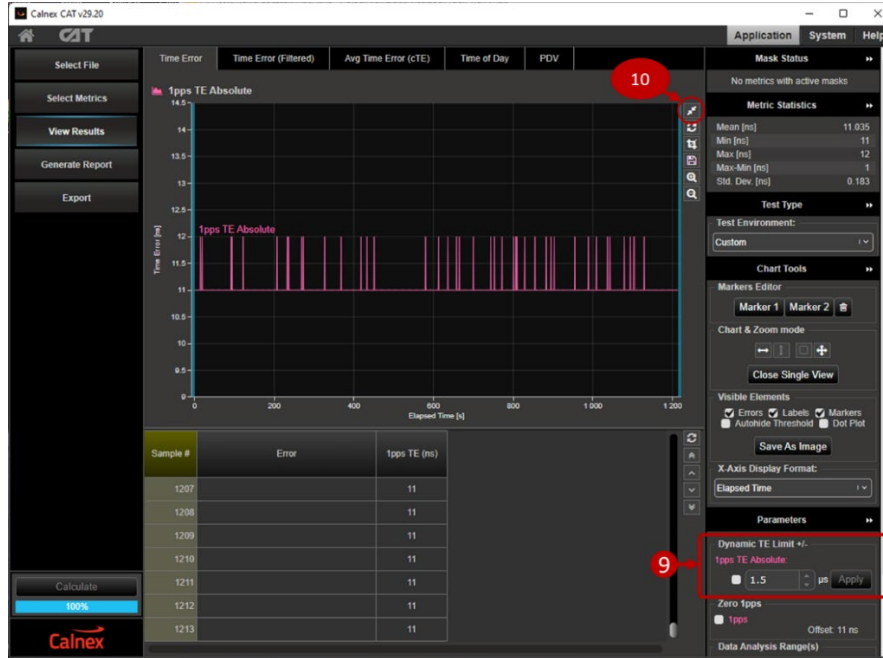 Calnex CAT v29.20
CAT
Application System Help
Select File
Select Metrics
View Results
Generate Report
Export
Calculate
100%
Calnex
Time Error Time Error (Filtered) Avg Time Error (cTE) Time of Day PDV
10
1pps TE Absolute
14.5
14
13.5
13
12.5
12
11.5
11
10.5
10
9.5
9
Time Error [ns]
1pps TE Absolute
0 200 400 600 800 1 000 1 200
Elapsed Time [s]
Sample # Error 1pps TE (ns)
1207 11
1208 11
1209 11
1210 11
1211 11
1212 11
1213 11
Mask Status
No metrics with active masks
Metric Statistics
Mean [ns] 11.035
Min [ns] 11
Max [ns] 12
Max-Min [ns] 1
Std. Dev. [ns] 0.183
Test Type
Test Environment:
Custom
Chart Tools
Markers Editor
Marker 1 Marker 2
Chart & Zoom mode
Close Single View
Visible Elements
Errors Labels Markers
Autohide Threshold Dot Plot
Save As Image
X-Axis Display Format:
Elapsed Time
Parameters
9
Dynamic TE Limit +/-
1pps TE Absolute:
1.5 µs Apply
Zero 1pps
1pps
Offset: 11 ns
Data Analysis Range(s)